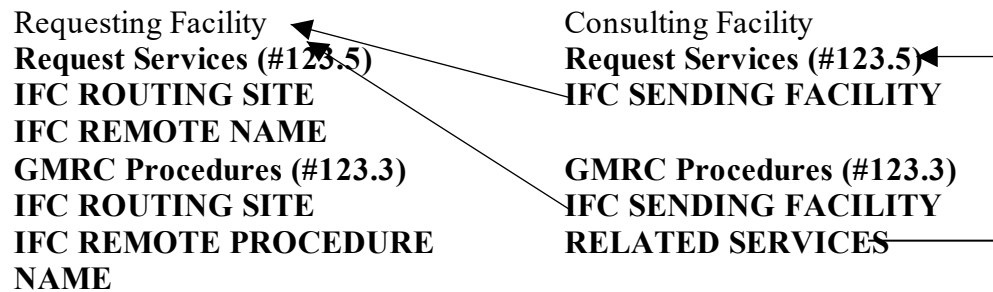 Requesting Facility
Request Services (#123.5)
IFC ROUTING SITE
IFC REMOTE NAME
GMRC Procedures (#123.3)
IFC ROUTING SITE
IFC REMOTE PROCEDURE
NAME
Consulting Facility
Request Services (#123.5)
IFC SENDING FACILITY
GMRC Procedures (#123.3)
IFC SENDING FACILITY
RELATED SERVICES